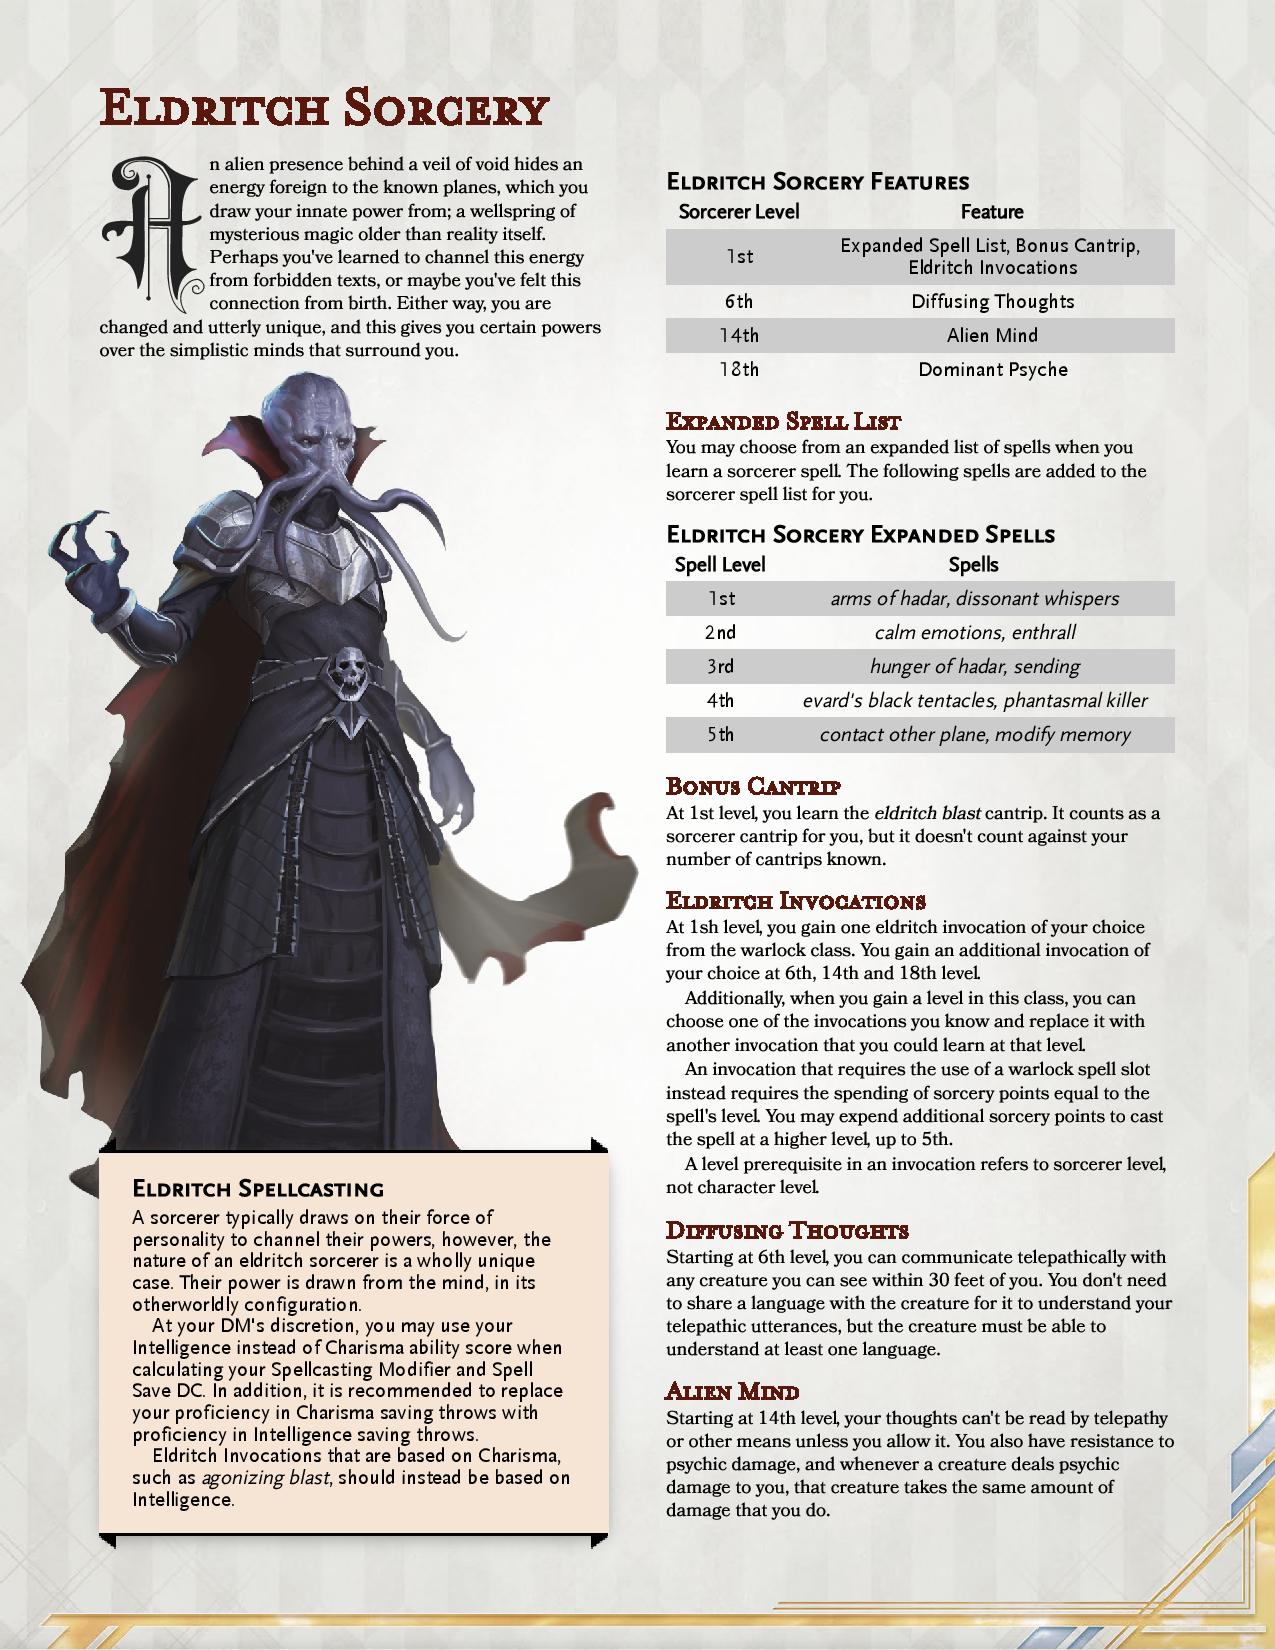 Eldritch Sorcery
An alien presence behind a veil of void hides an
energy foreign to the known planes, which you
draw your innate power from; a wellspring of
mysterious magic older than reality itself.
Perhaps you've learned to channel this energy
from forbidden texts, or maybe you've felt this
connection from birth. Either way, you are
changed and utterly unique, and this gives you certain powers
over the simplistic minds that surround you.
Eldritch Spellcasting
A sorcerer typically draws on their force of
personality to channel their powers, however, the
nature of an eldritch sorcerer is a wholly unique
case. Their power is drawn from the mind, in its
otherworldly configuration.
At your DM's discretion, you may use your
Intelligence instead of Charisma ability score when
calculating your Spellcasting Modifier and Spell
Save DC. In addition, it is recommended to replace
your proficiency in Charisma saving throws with
proficiency in Intelligence saving throws.
Eldritch Invocations that are based on Charisma,
such as agonizing blast, should instead be based on
Intelligence.
Eldritch Sorcery Features
Sorcerer Level Feature
1st Expanded Spell List, Bonus Cantrip,
Eldritch Invocations
6th Diffusing Thoughts
14th Alien Mind
18th Dominant Psyche
Expanded Spell List
You may choose from an expanded list of spells when you
learn a sorcerer spell. The following spells are added to the
sorcerer spell list for you.
Eldritch Sorcery Expanded Spells
Spell Level Spells
1st arms of hadar, dissonant whispers
2nd calm emotions, enthrall
3rd hunger of hadar, sending
4th evard's black tentacles, phantasmal killer
5th contact other plane, modify memory
Bonus Cantrip
At 1st level, you learn the eldritch blast cantrip. It counts as a
sorcerer cantrip for you, but it doesn't count against your
number of cantrips known.
Eldritch Invocations
At 1sh level, you gain one eldritch invocation of your choice
from the warlock class. You gain an additional invocation of
your choice at 6th, 14th and 18th level.
Additionally, when you gain a level in this class, you can
choose one of the invocations you know and replace it with
another invocation that you could learn at that level.
An invocation that requires the use of a warlock spell slot
instead requires the spending of sorcery points equal to the
spell's level. You may expend additional sorcery points to cast
the spell at a higher level, up to 5th.
A level prerequisite in an invocation refers to sorcerer level,
not character level.
Diffusing Thoughts
Starting at 6th level, you can communicate telepathically with
any creature you can see within 30 feet of you. You don't need
to share a language with the creature for it to understand your
telepathic utterances, but the creature must be able to
understand at least one language.
Alien Mind
Starting at 14th level, your thoughts can't be read by telepathy
or other means unless you allow it. You also have resistance to
psychic damage, and whenever a creature deals psychic
damage to you, that creature takes the same amount of
damage that you do.